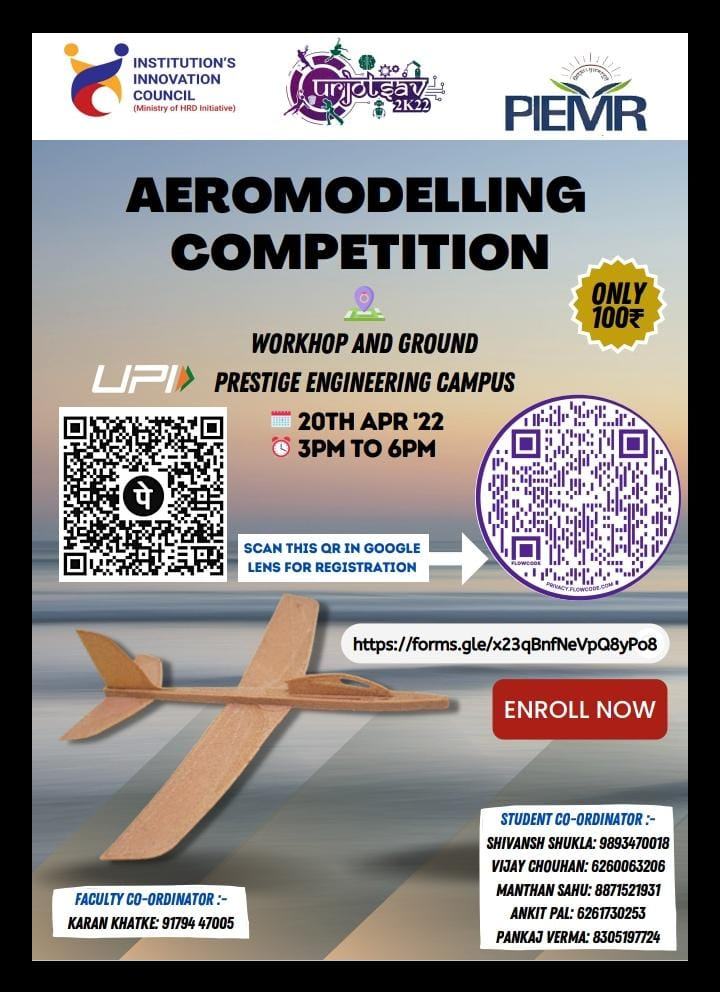 INSTITUTION'S
INNOVATION
COUNCIL
(Ministry of HRD Initiative)
urjotsav
2K22
PIEMR
AEROMODELLING
COMPETITION
ONLY
100₹
WORKHOP AND GROUND
PRESTIGE ENGINEERING CAMPUS
UPI
20TH APR '22
3PM TO 6PM
पे
SCAN THIS QR IN GOOGLE
LENS FOR REGISTRATION
FLOWCODE
PRIVACY.FLOWCODE.COM
https://forms.gle/x23qBnfNeVpQ8yPo8
ENROLL NOW
STUDENT CO-ORDINATOR :-
SHIVANSH SHUKLA: 9893470018
VIJAY CHOUHAN: 6260063206
MANTHAN SAHU: 8871521931
ANKIT PAL: 6261730253
PANKAJ VERMA: 8305197724
FACULTY CO-ORDINATOR :-
KARAN KHATKE: 91794 47005